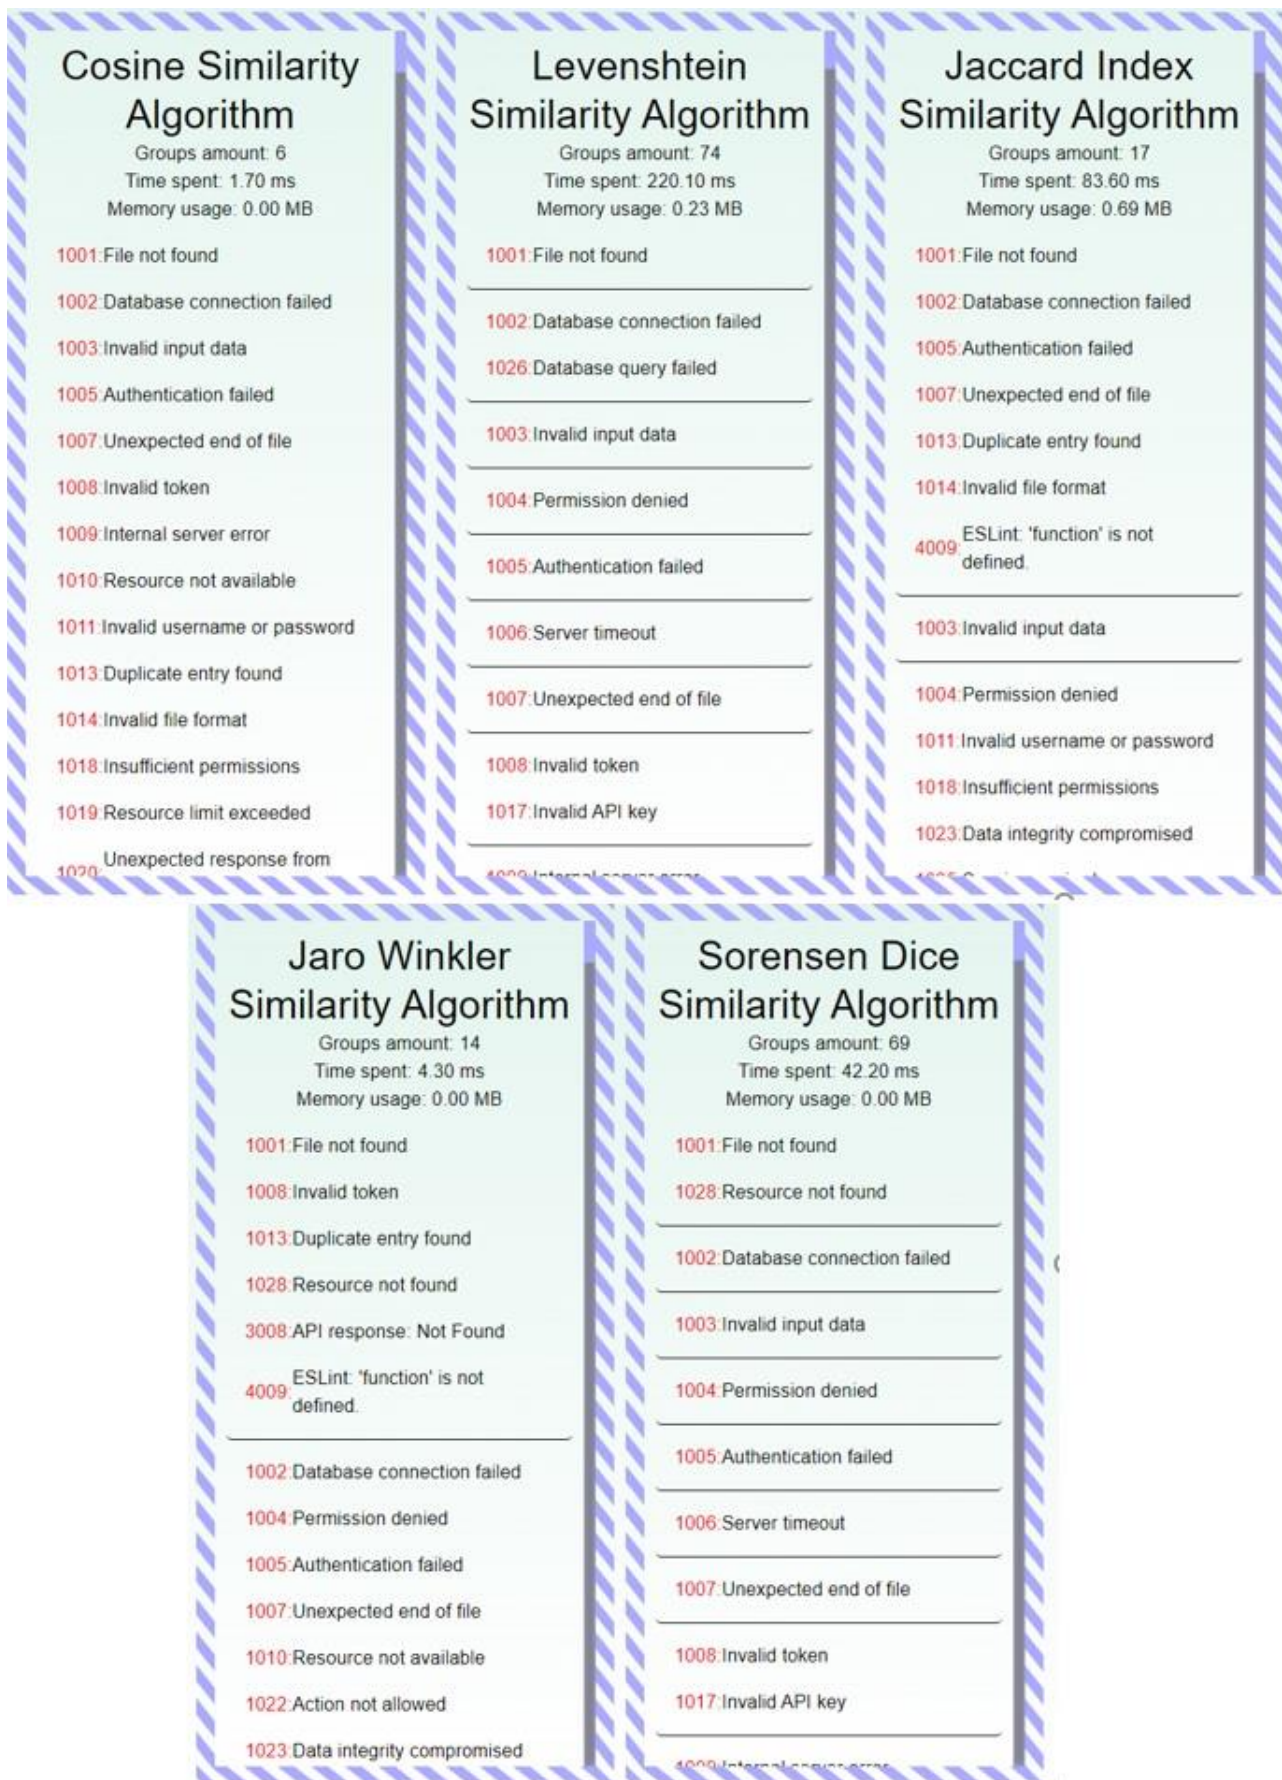 Cosine Similarity
Algorithm
Groups amount: 6
Time spent: 1.70 ms
Memory usage: 0.00 MB
1001:File not found
1002:Database connection failed
1003:Invalid input data
1005:Authentication failed
1007:Unexpected end of file
1008:Invalid token
1009:Internal server error
1010:Resource not available
1011:Invalid username or password
1013:Duplicate entry found
1014:Invalid file format
1018:Insufficient permissions
1019:Resource limit exceeded
1020:Unexpected response from
Levenshtein
Similarity Algorithm
Groups amount: 74
Time spent: 220.10 ms
Memory usage: 0.23 MB
1001:File not found
1002:Database connection failed
1026:Database query failed
1003:Invalid input data
1004:Permission denied
1005:Authentication failed
1006:Server timeout
1007:Unexpected end of file
1008:Invalid token
1017:Invalid API key
1009:Internal server error
Jaccard Index
Similarity Algorithm
Groups amount: 17
Time spent: 83.60 ms
Memory usage: 0.69 MB
1001:File not found
1002:Database connection failed
1005:Authentication failed
1007:Unexpected end of file
1013:Duplicate entry found
1014:Invalid file format
4009:ESLint: 'function' is not
defined.
1003:Invalid input data
1004:Permission denied
1011:Invalid username or password
1018:Insufficient permissions
1023:Data integrity compromised
Jaro Winkler
Similarity Algorithm
Groups amount: 14
Time spent: 4.30 ms
Memory usage: 0.00 MB
1001:File not found
1008:Invalid token
1013:Duplicate entry found
1028:Resource not found
3008:API response: Not Found
4009:ESLint: 'function' is not
defined.
1002:Database connection failed
1004:Permission denied
1005:Authentication failed
1007:Unexpected end of file
1010:Resource not available
1022:Action not allowed
1023:Data integrity compromised
Sorensen Dice
Similarity Algorithm
Groups amount: 69
Time spent: 42.20 ms
Memory usage: 0.00 MB
1001:File not found
1028:Resource not found
1002:Database connection failed
1003:Invalid input data
1004:Permission denied
1005:Authentication failed
1006:Server timeout
1007:Unexpected end of file
1008:Invalid token
1017:Invalid API key
1009:Internal server error